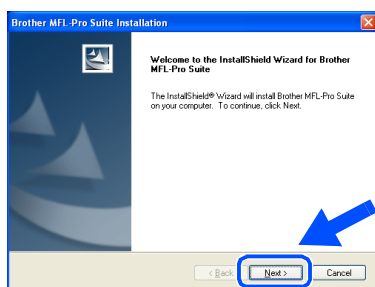 Brother MFL-Pro Suite Installation
Welcome to the InstallShield Wizard for Brother
MFL-Pro Suite
The InstallShield® Wizard will install Brother MFL-Pro Suite
on your computer. To continue, click Next.
< Back
Next >
Cancel